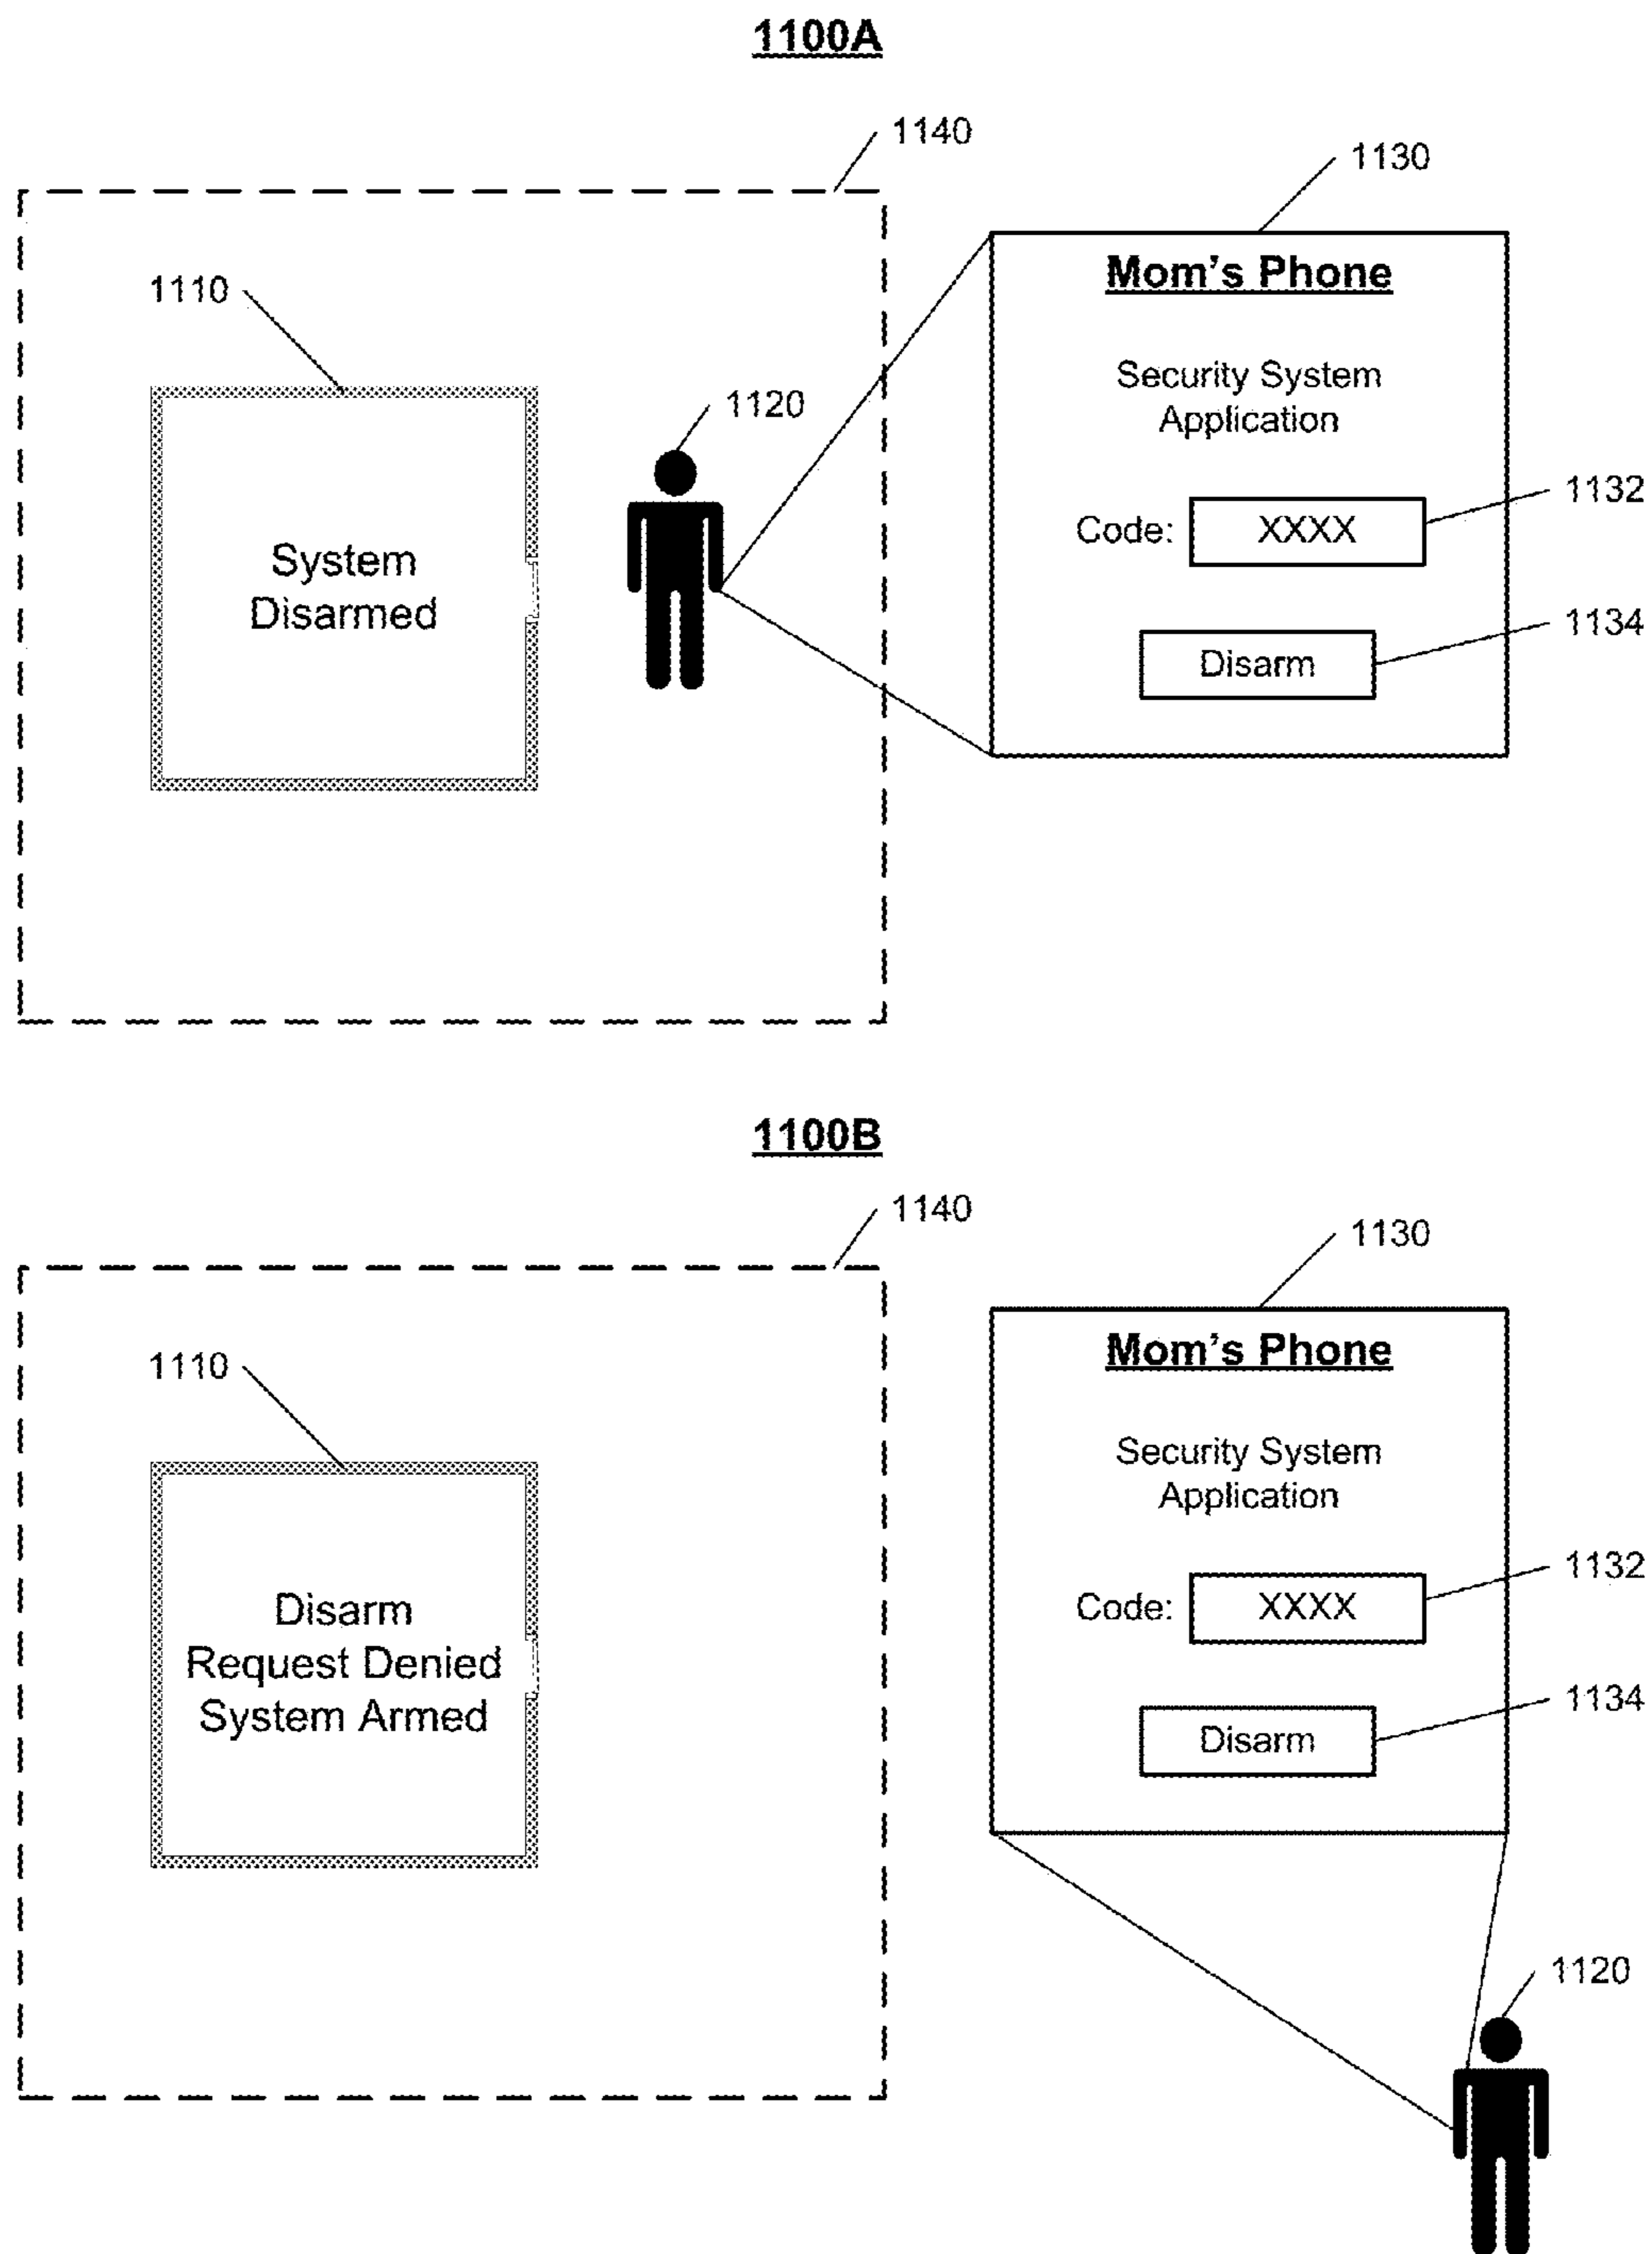 1100A
1140
1130
Mom's Phone
1110
Security System
Application
1120
1132
Code: XXXX
System
Disarmed
1134
Disarm
1100B
1140
1130
Mom's Phone
1110
Security System
Application
1132
Code: XXXX
Disarm
Request Denied
System Armed
1134
Disarm
1120